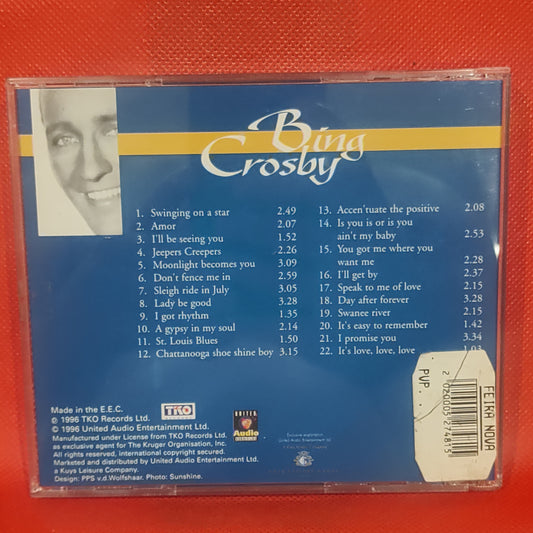 Bing
Crosby
1. Swinging on a star 2.49
2. Amor 2.07
3. I'll be seeing you 1.52
4. Jeepers Creepers 2.26
5. Moonlight becomes you 3.09
6. Don't fence me in 2.59
7. Sleigh ride in July 3.05
8. Lady be good 3.28
9. I got rhythm 1.35
10. A gypsy in my soul 2.14
11. St. Louis Blues 1.50
12. Chattanooga shoe shine boy 3.15
13. Accen'tuate the positive 2.08
14. Is you is or is you
ain't my baby 2.53
15. You got me where you
want me 2.28
16. I'll get by 2.37
17. Speak to me of love 2.15
18. Day after forever 3.28
19. Swanee river 2.15
20. It's easy to remember 1.42
21. I promise you 3.34
22. It's love, love, love 1.03
Made in the E.E.C.
℗ 1996 TKO Records Ltd.
© 1996 United Audio Entertainment Ltd.
Manufactured under License from TKO Records Ltd.
as exclusive agent for The Kruger Organisation, Inc.
All rights reserved, international copyright secured.
Marketed and distributed by United Audio Entertainment Ltd.
a Kuys Leisure Company.
Design: PPS v.d.Wolfshaar. Photo: Sunshine.
TKO
UNITED
Audio
ENTERTAINMENT
FEIRA NOVA
PVP